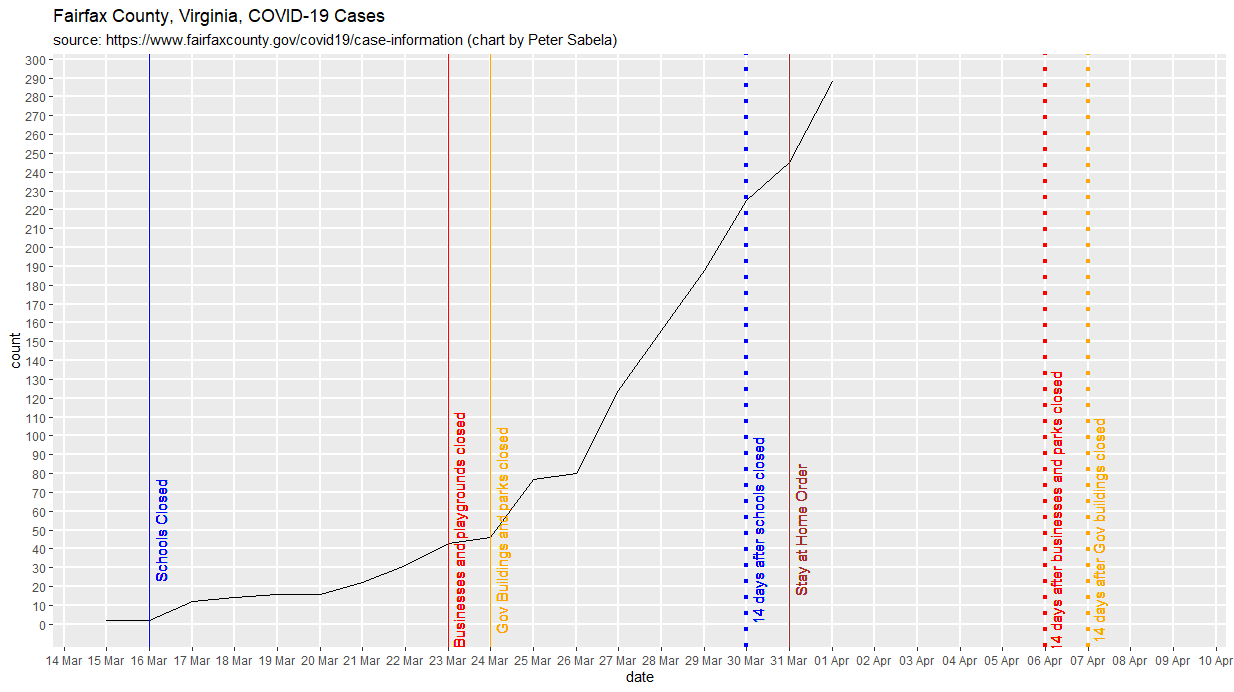 Fairfax County, Virginia, COVID-19 Cases
source: https://www.fairfaxcounty.gov/covid19/case-information (chart by Peter Sabela)
300
290
280
270
260
250
240
230
220
210
200
190
180
170
160
150
140
130
120
110
100
90
80
70
60
50
40
30
20
10
0
count
Schools Closed
Businesses and playgrounds closed
Gov Buildings and parks closed
14 days after schools closed
Stay at Home Order
14 days after businesses and parks closed
14 days after Gov buildings closed
14 Mar 15 Mar 16 Mar 17 Mar 18 Mar 19 Mar 20 Mar 21 Mar 22 Mar 23 Mar 24 Mar 25 Mar 26 Mar 27 Mar 28 Mar 29 Mar 30 Mar 31 Mar 01 Apr 02 Apr 03 Apr 04 Apr 05 Apr 06 Apr 07 Apr 08 Apr 09 Apr 10 Apr
date